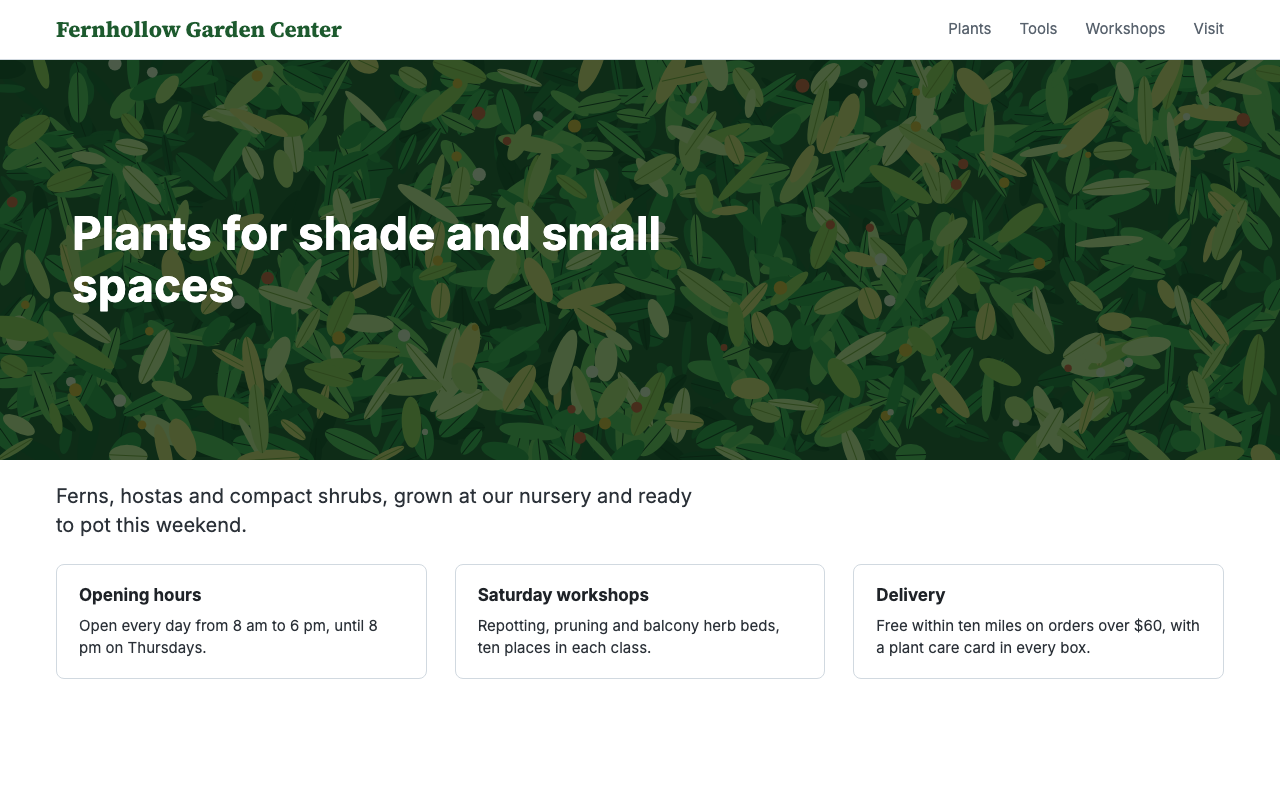 Fernhollow Garden Center
Plants Tools Workshops Visit
Plants for shade and small
spaces
Ferns, hostas and compact shrubs, grown at our nursery and ready
to pot this weekend.
Opening hours
Open every day from 8 am to 6 pm, until 8
pm on Thursdays.
Saturday workshops
Repotting, pruning and balcony herb beds,
ten places in each class.
Delivery
Free within ten miles on orders over $60, with
a plant care card in every box.